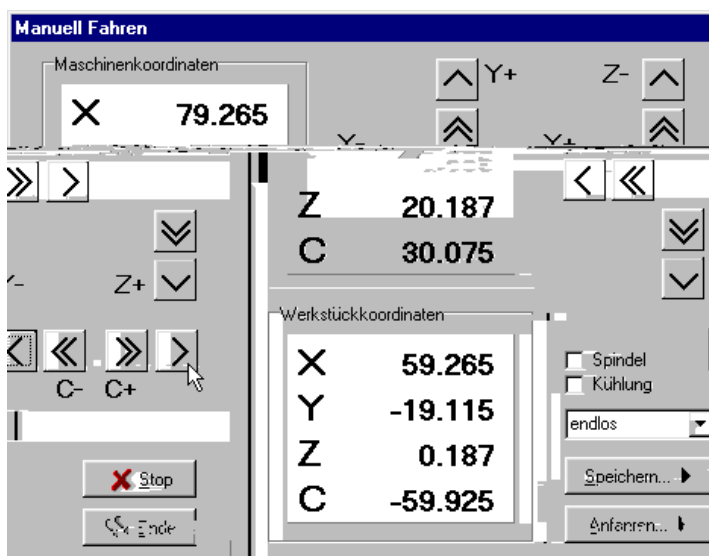 Manuell Fahren
Maschinenkoordinaten
X 79.265
Y+
Z-
Z 20.187
C 30.075
Z+
C- C+
Werkstückkoordinaten
X 59.265
Y -19.115
Z 0.187
C -59.925
Spindel
Kühlung
endlos
Stop
Ende
Speichern...
Anfahren...